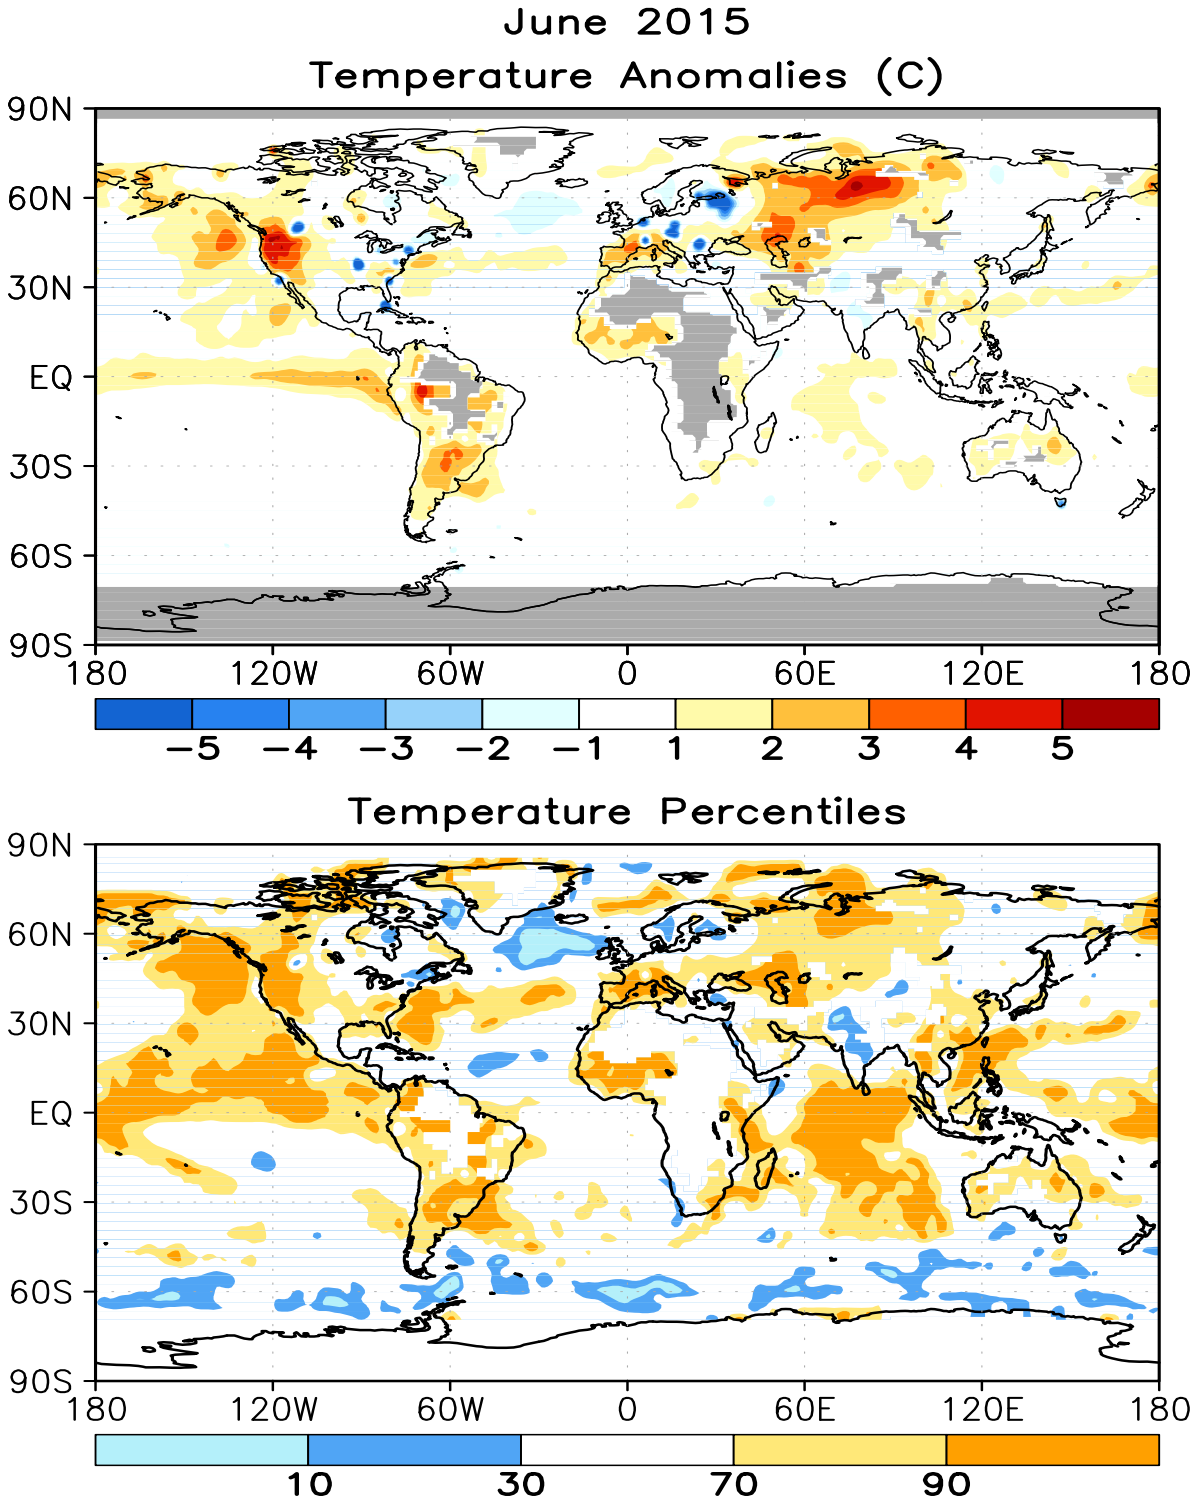 June 2015
Temperature Anomalies (C)
90N
60N
30N
EQ
30S
60S
90S
180 120W 60W 0 60E 120E 180
-5 -4 -3 -2 -1 1 2 3 4 5
Temperature Percentiles
90N
60N
30N
EQ
30S
60S
90S
180 120W 60W 0 60E 120E 180
10 30 70 90